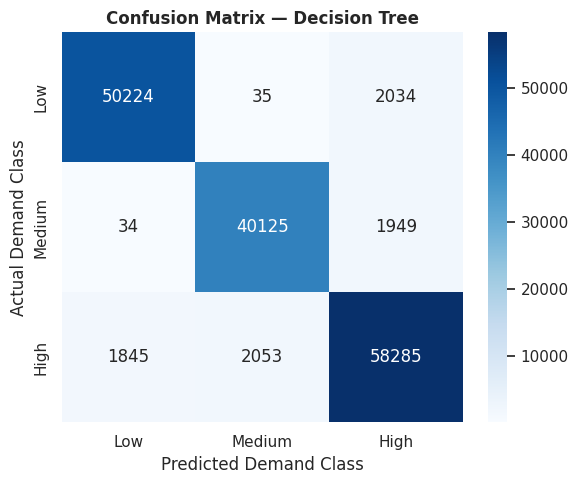 Confusion Matrix — Decision Tree
Actual Demand Class
Low
50224
35
2034
Medium
34
40125
1949
High
1845
2053
58285
Low
Medium
High
Predicted Demand Class
50000
40000
30000
20000
10000